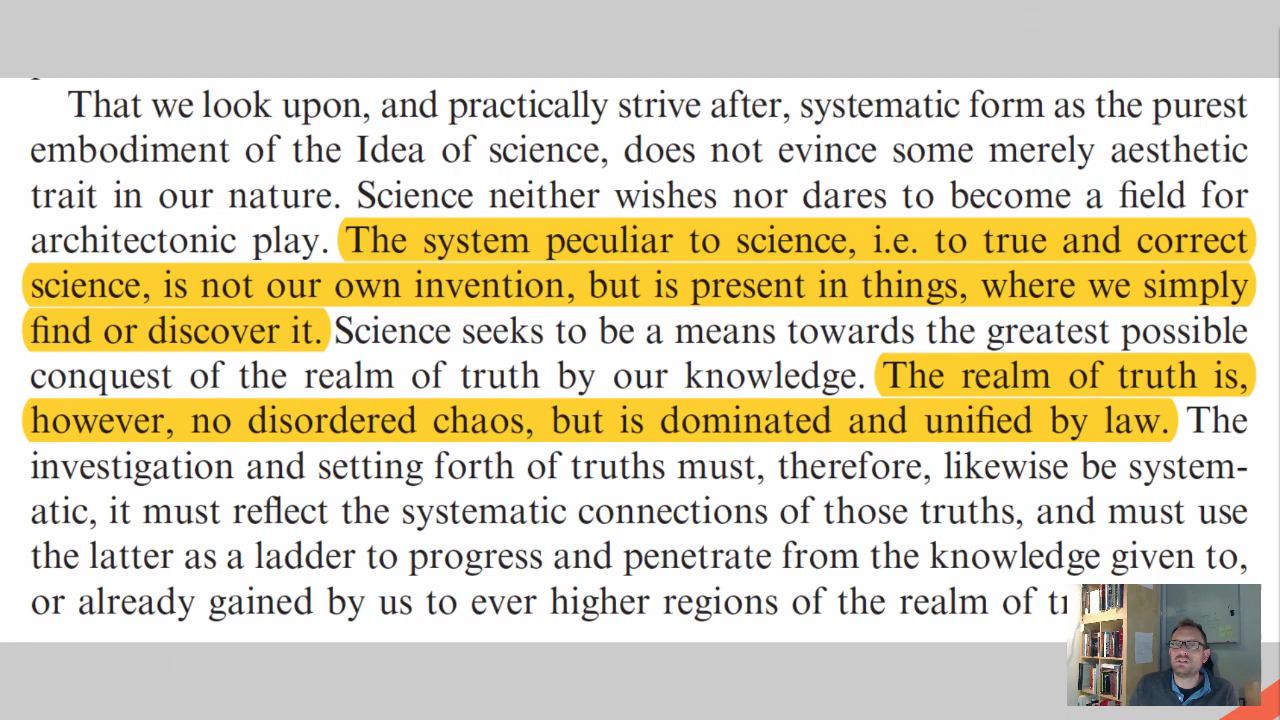 That we look upon, and practically strive after, systematic form as the purest
embodiment of the Idea of science, does not evince some merely aesthetic
trait in our nature. Science neither wishes nor dares to become a field for
architectonic play. The system peculiar to science, i.e. to true and correct
science, is not our own invention, but is present in things, where we simply
find or discover it. Science seeks to be a means towards the greatest possible
conquest of the realm of truth by our knowledge. The realm of truth is,
however, no disordered chaos, but is dominated and unified by law. The
investigation and setting forth of truths must, therefore, likewise be system-
atic, it must reflect the systematic connections of those truths, and must use
the latter as a ladder to progress and penetrate from the knowledge given to,
or already gained by us to ever higher regions of the realm of